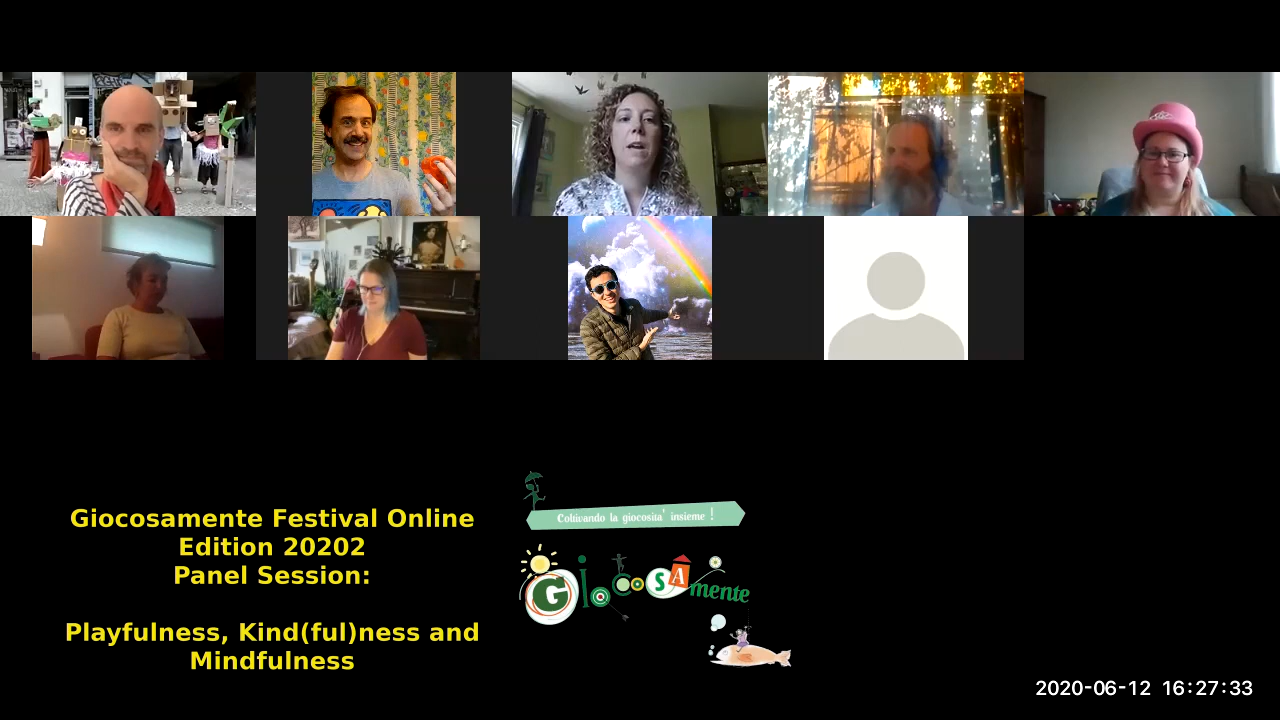 Giocosamente Festival Online
Edition 20202
Panel Session:
Playfulness, Kind(ful)ness and
Mindfulness
Coltivando la giocosita' insieme !
GiocoSAmente
2020-06-12 16:27:33